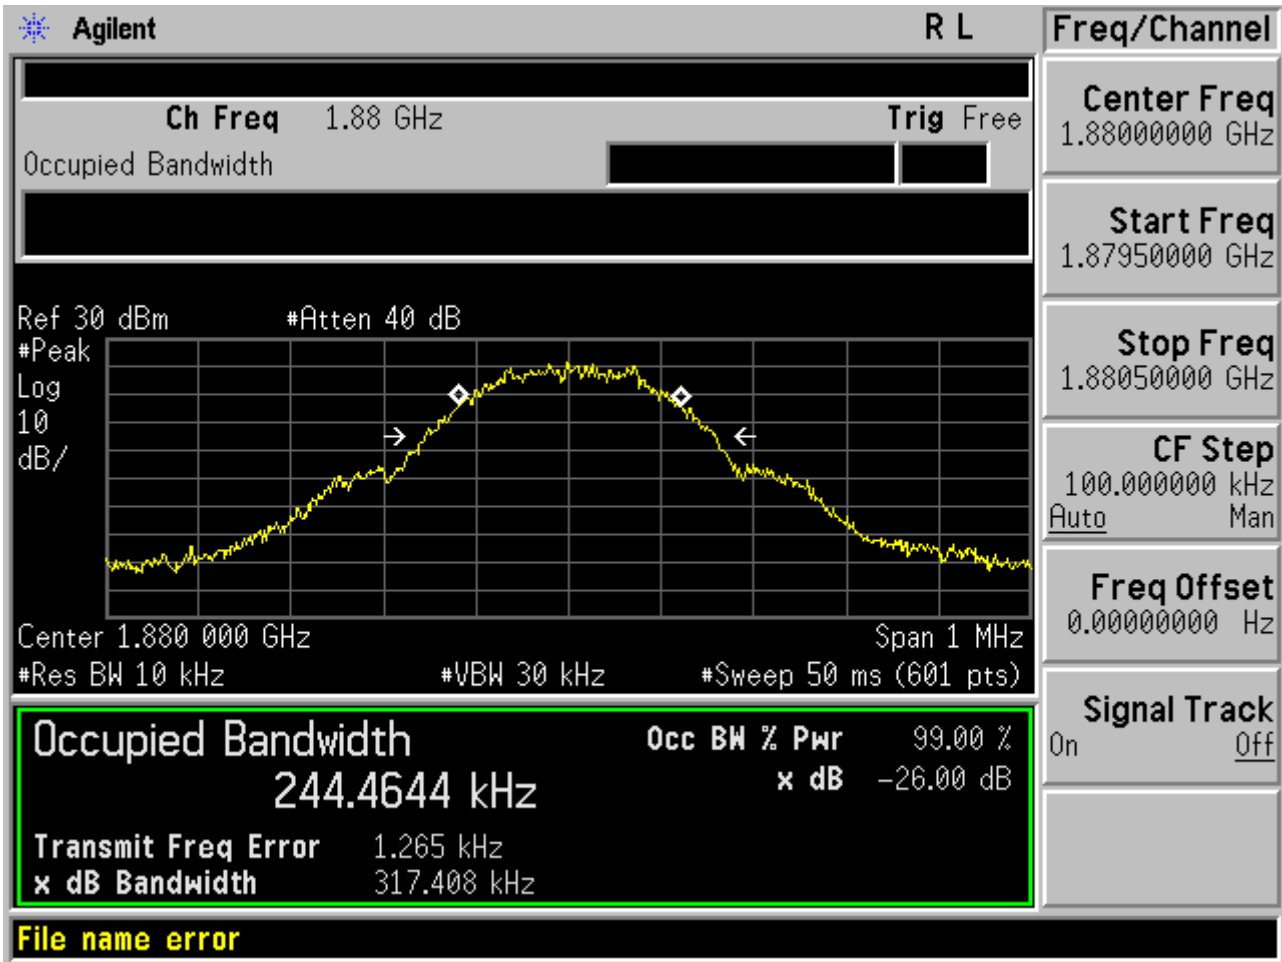 Agilent R L Freq/Channel
Ch Freq 1.88 GHz Trig Free
Occupied Bandwidth
Center Freq
1.88000000 GHz
Start Freq
1.87950000 GHz
Stop Freq
1.88050000 GHz
CF Step
100.000000 kHz
Auto Man
Freq Offset
0.00000000 Hz
Signal Track
On Off
Ref 30 dBm #Atten 40 dB
#Peak
Log
10
dB/
Center 1.880 000 GHz Span 1 MHz
#Res BW 10 kHz #VBW 30 kHz #Sweep 50 ms (601 pts)
Occupied Bandwidth Occ BW % Pwr 99.00 %
244.4644 kHz x dB -26.00 dB
Transmit Freq Error 1.265 kHz
x dB Bandwidth 317.408 kHz
File name error